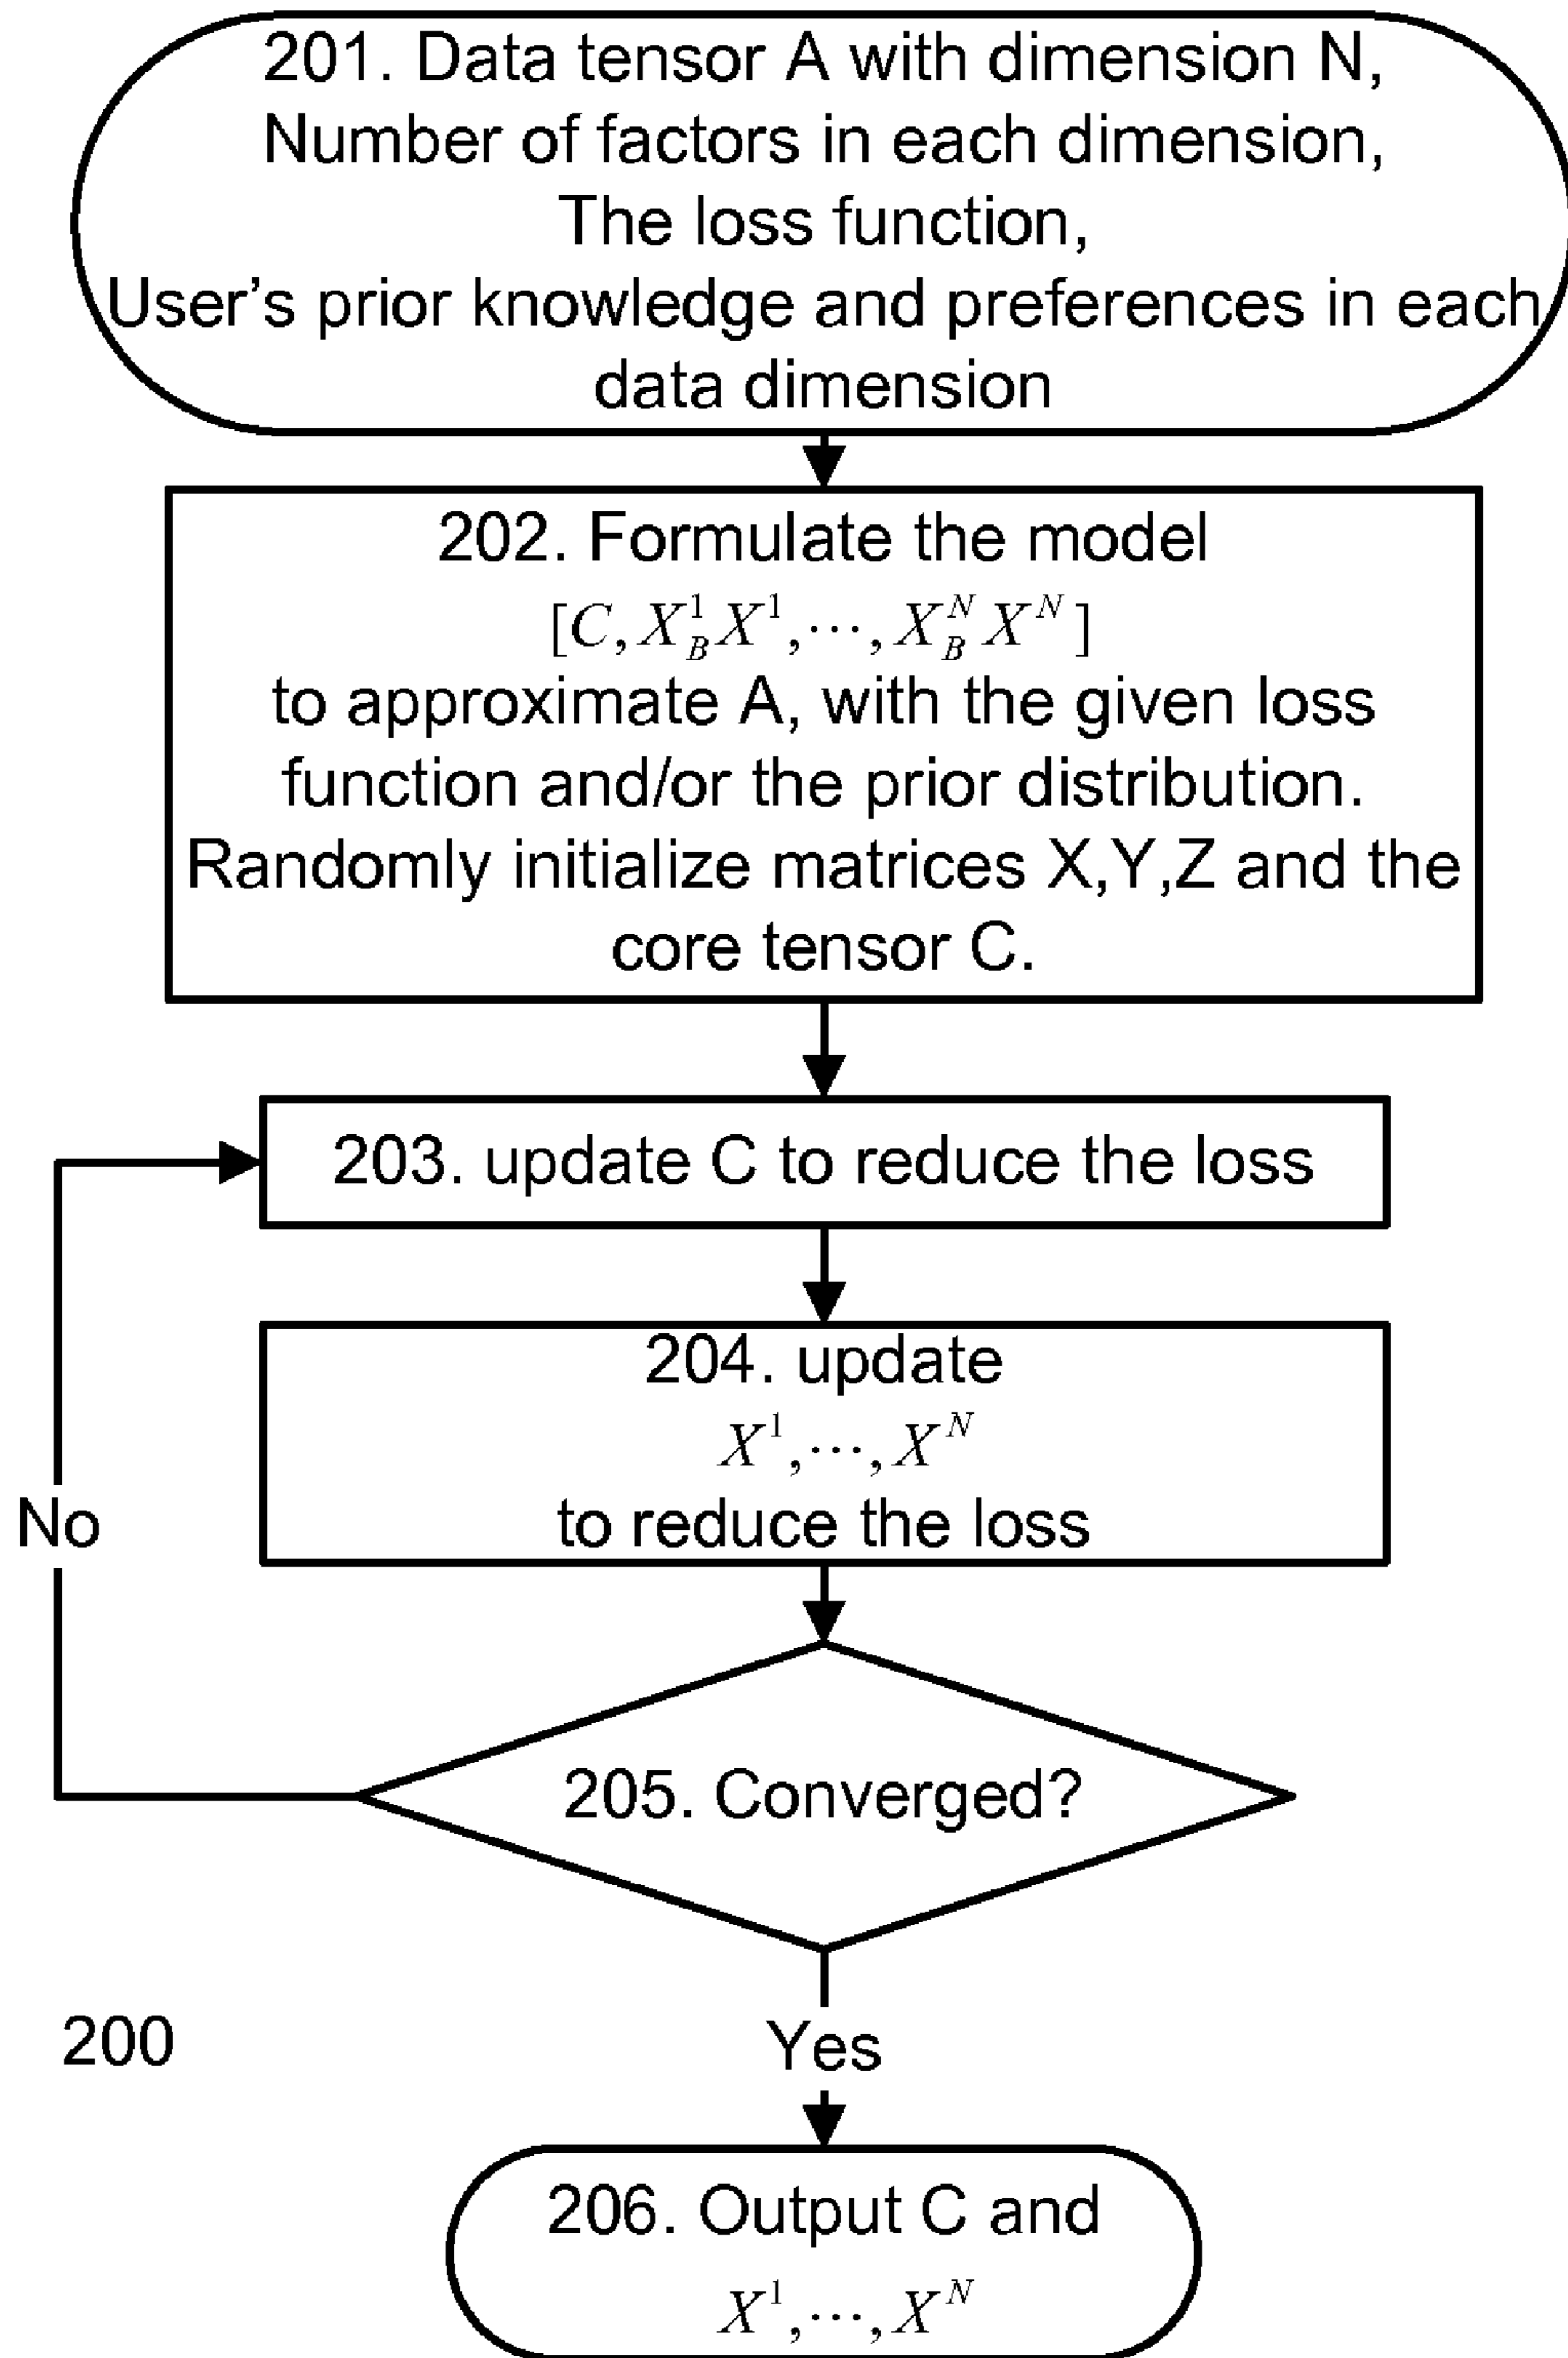 201. Data tensor A with dimension N,
Number of factors in each dimension,
The loss function,
User's prior knowledge and preferences in each
data dimension
202. Formulate the model
[C, X_B^1 X^1, ⋯, X_B^N X^N]
to approximate A, with the given loss
function and/or the prior distribution.
Randomly initialize matrices X,Y,Z and the
core tensor C.
203. update C to reduce the loss
204. update
X^1, ⋯, X^N
to reduce the loss
No
205. Converged?
200
Yes
206. Output C and
X^1, ⋯, X^N